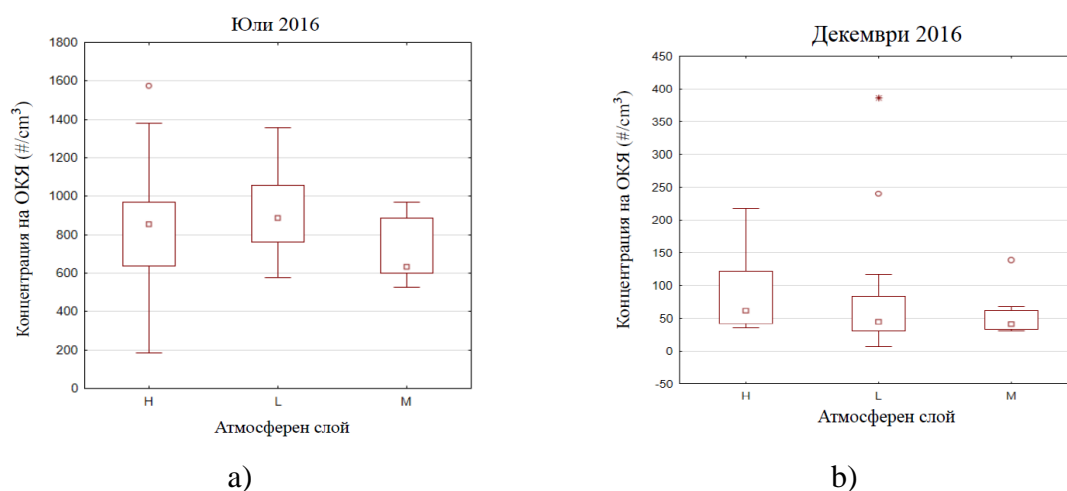 Юли 2016
Концентрация на ОКЯ (#/cm³)
1800
1600
1400
1200
1000
800
600
400
200
0
H L M
Атмосферен слой
a)
Декември 2016
Концентрация на ОКЯ (#/cm³)
450
400
350
300
250
200
150
100
50
0
-50
H L M
Атмосферен слой
b)